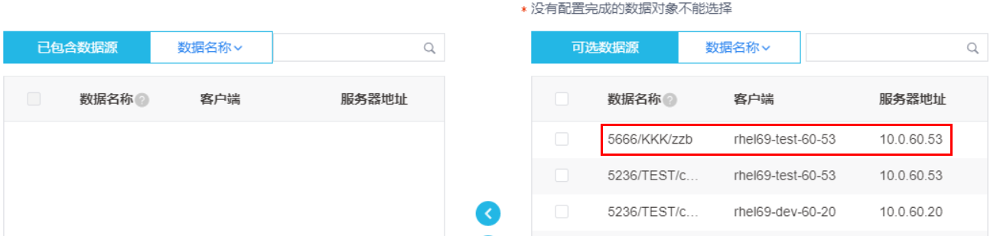 * 没有配置完成的数据对象不能选择
已包含数据源 数据名称
数据名称 ? 客户端 服务器地址
可选数据源 数据名称
数据名称 ? 客户端 服务器地址
5666/KKK/zzb rhel69-test-60-53 10.0.60.53
5236/TEST/c... rhel69-test-60-53 10.0.60.53
5236/TEST/c... rhel69-dev-60-20 10.0.60.20